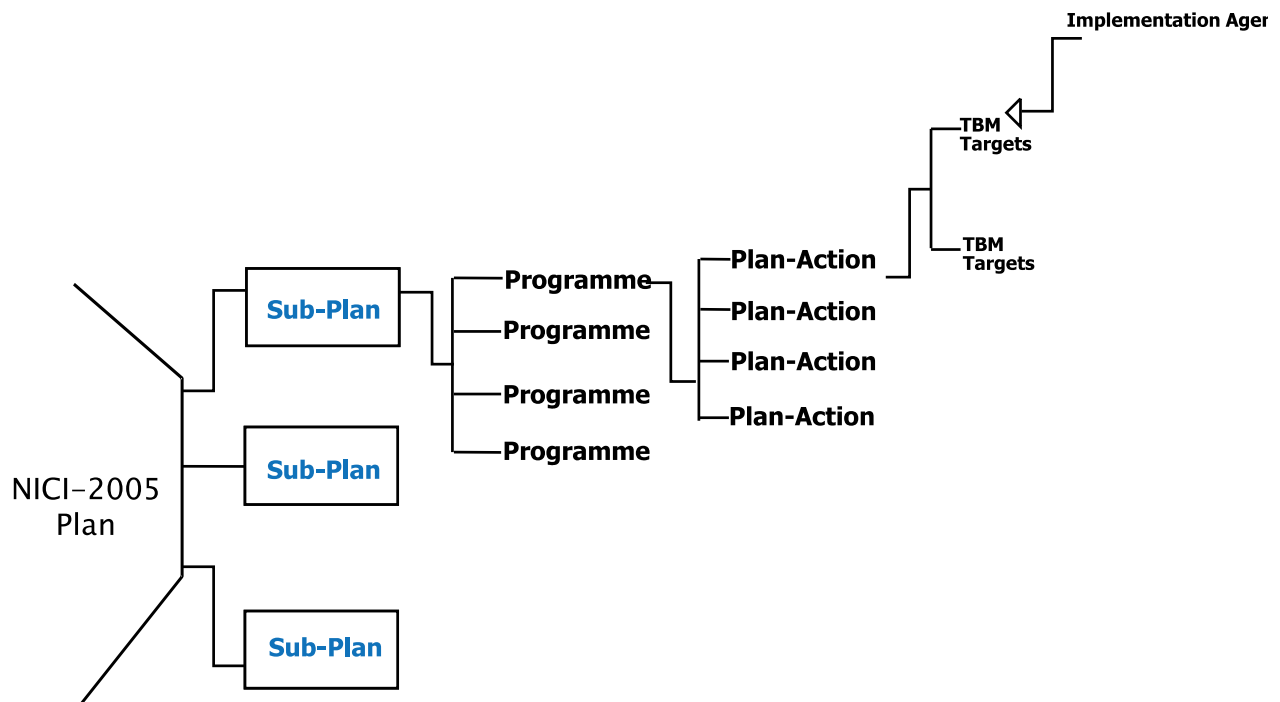 Implementation
TBM
Targets
TBM
Targets
Plan-Action
Plan-Action
Plan-Action
Plan-Action
Programme
Programme
Programme
Programme
Sub-Plan
Sub-Plan
Sub-Plan
NICI-2005
Plan